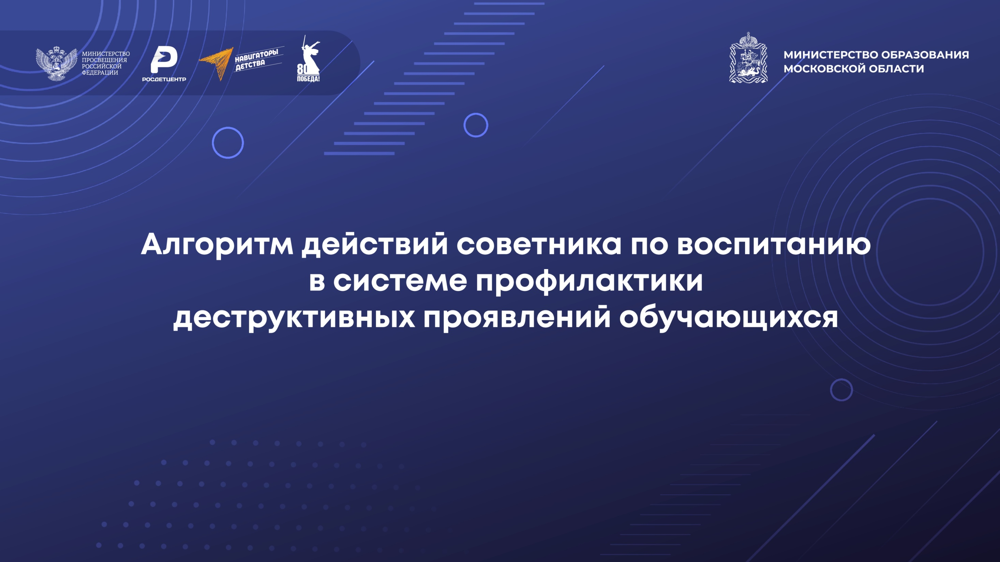 МИНИСТЕРСТВО
ПРОСВЕЩЕНИЯ
РОССИЙСКОЙ
ФЕДЕРАЦИИ
РОСДЕТЦЕНТР
НАВИГАТОРЫ
ДЕТСТВА
80
ПОБЕДА!
МИНИСТЕРСТВО ОБРАЗОВАНИЯ
МОСКОВСКОЙ ОБЛАСТИ
Алгоритм действий советника по воспитанию
в системе профилактики
деструктивных проявлений обучающихся